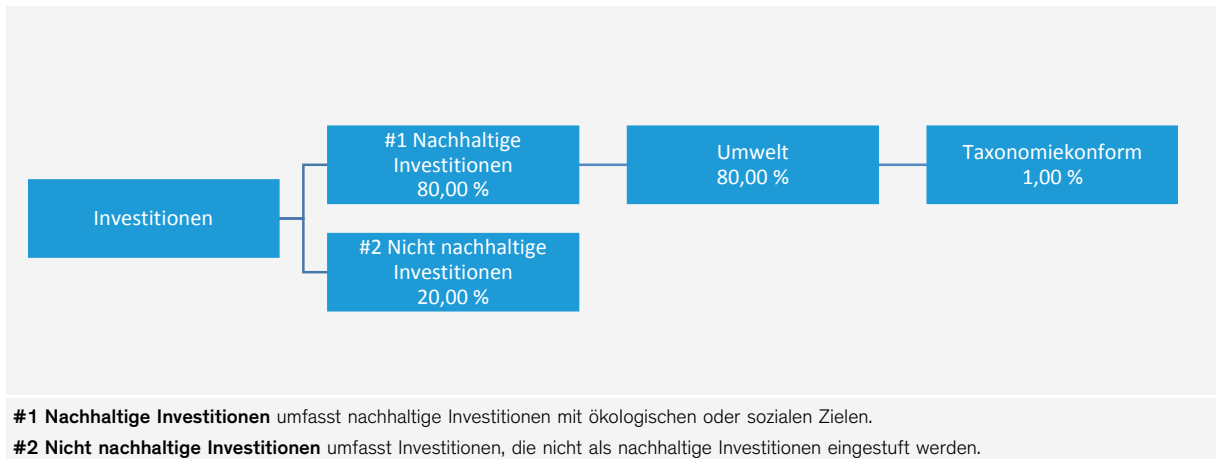 Investitionen
#1 Nachhaltige
Investitionen
80,00 %
Umwelt
80,00 %
Taxonomiekonform
1,00 %
#2 Nicht nachhaltige
Investitionen
20,00 %
#1 Nachhaltige Investitionen umfasst nachhaltige Investitionen mit ökologischen oder sozialen Zielen.
#2 Nicht nachhaltige Investitionen umfasst Investitionen, die nicht als nachhaltige Investitionen eingestuft werden.